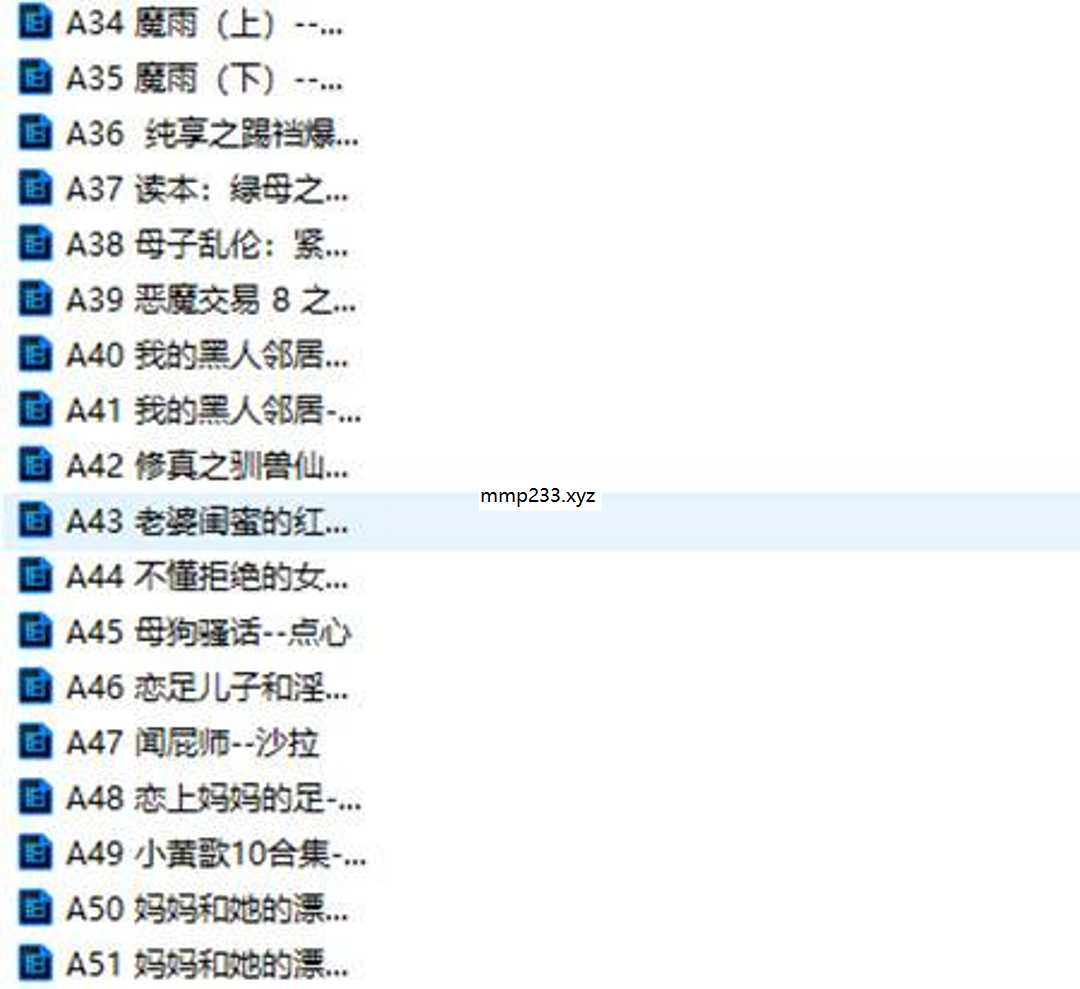 A34 魔雨（上）--...
A35 魔雨（下）--...
A36 纯享之踢裆爆...
A37 读本：绿母之...
A38 母子乱伦：紧...
A39 恶魔交易 8 之...
A40 我的黑人邻居...
A41 我的黑人邻居-...
A42 修真之驯兽仙...
mmp233.xyz
A43 老婆闺蜜的红...
A44 不懂拒绝的女...
A45 母狗骚话--点心
A46 恋足儿子和淫...
A47 闻屁师--沙拉
A48 恋上妈妈的足-...
A49 小黄歌10合集-...
A50 妈妈和她的漂...
A51 妈妈和她的漂...